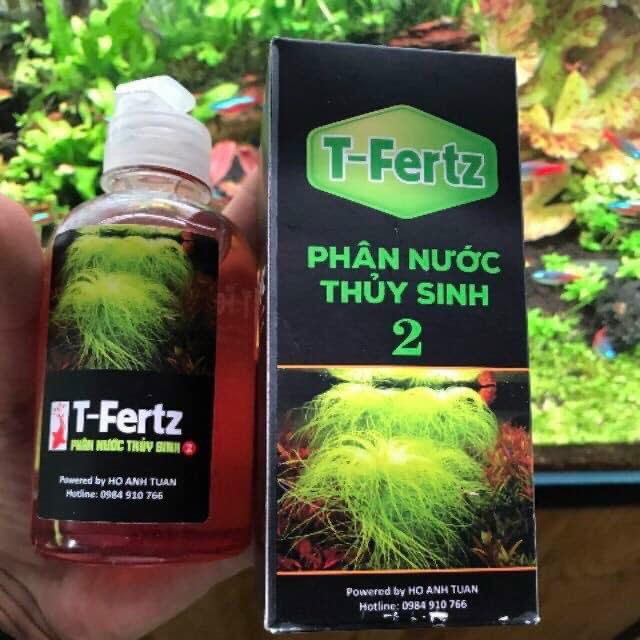 T-Fertz
PHÂN NƯỚC THỦY SINH 2
Powered by HO ANH TUAN
Hotline: 0984 910 766
T-Fertz
PHÂN NƯỚC
THỦY SINH
2
Powered by HO ANH TUAN
Hotline: 0984 910 766